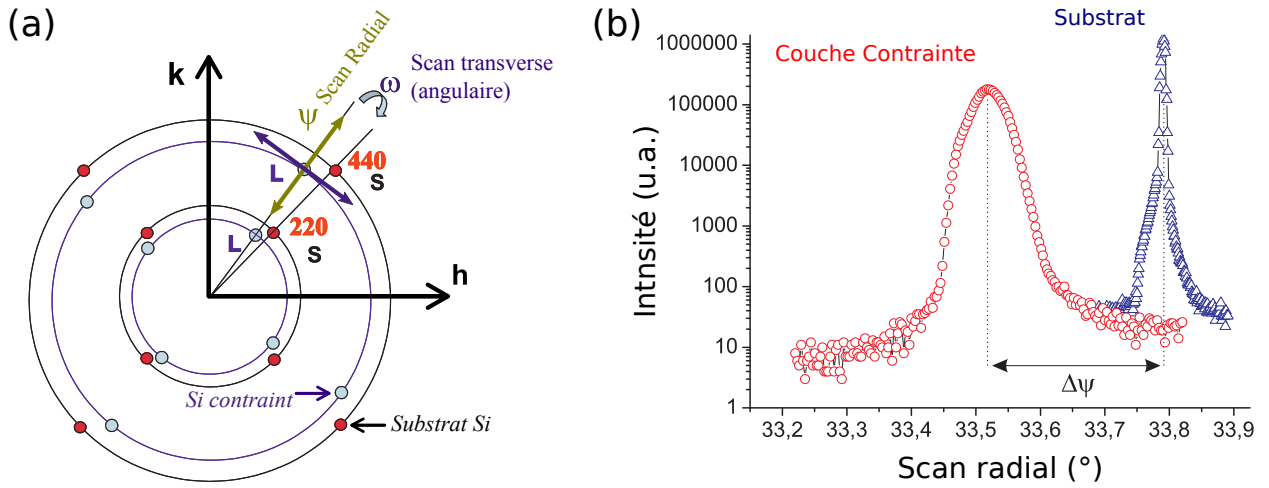 (a)
k
ψ Scan Radial
ω
Scan transverse
(angulaire)
L
440
S
220
L
S
h
Si contraint
Substrat Si
(b)
Substrat
Couche Contrainte
Intnsité (u.a.)
1000000
100000
10000
1000
100
10
1
Δψ
33,2 33,3 33,4 33,5 33,6 33,7 33,8 33,9
Scan radial (°)